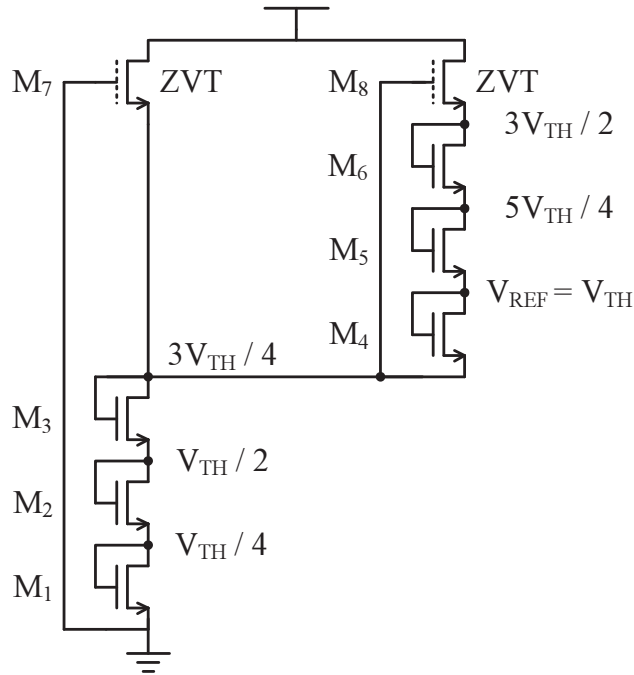 M7 ZVT M8 ZVT
3VTH / 2
M6
5VTH / 4
M5
VREF = VTH
M4
3VTH / 4
M3
VTH / 2
M2
VTH / 4
M1